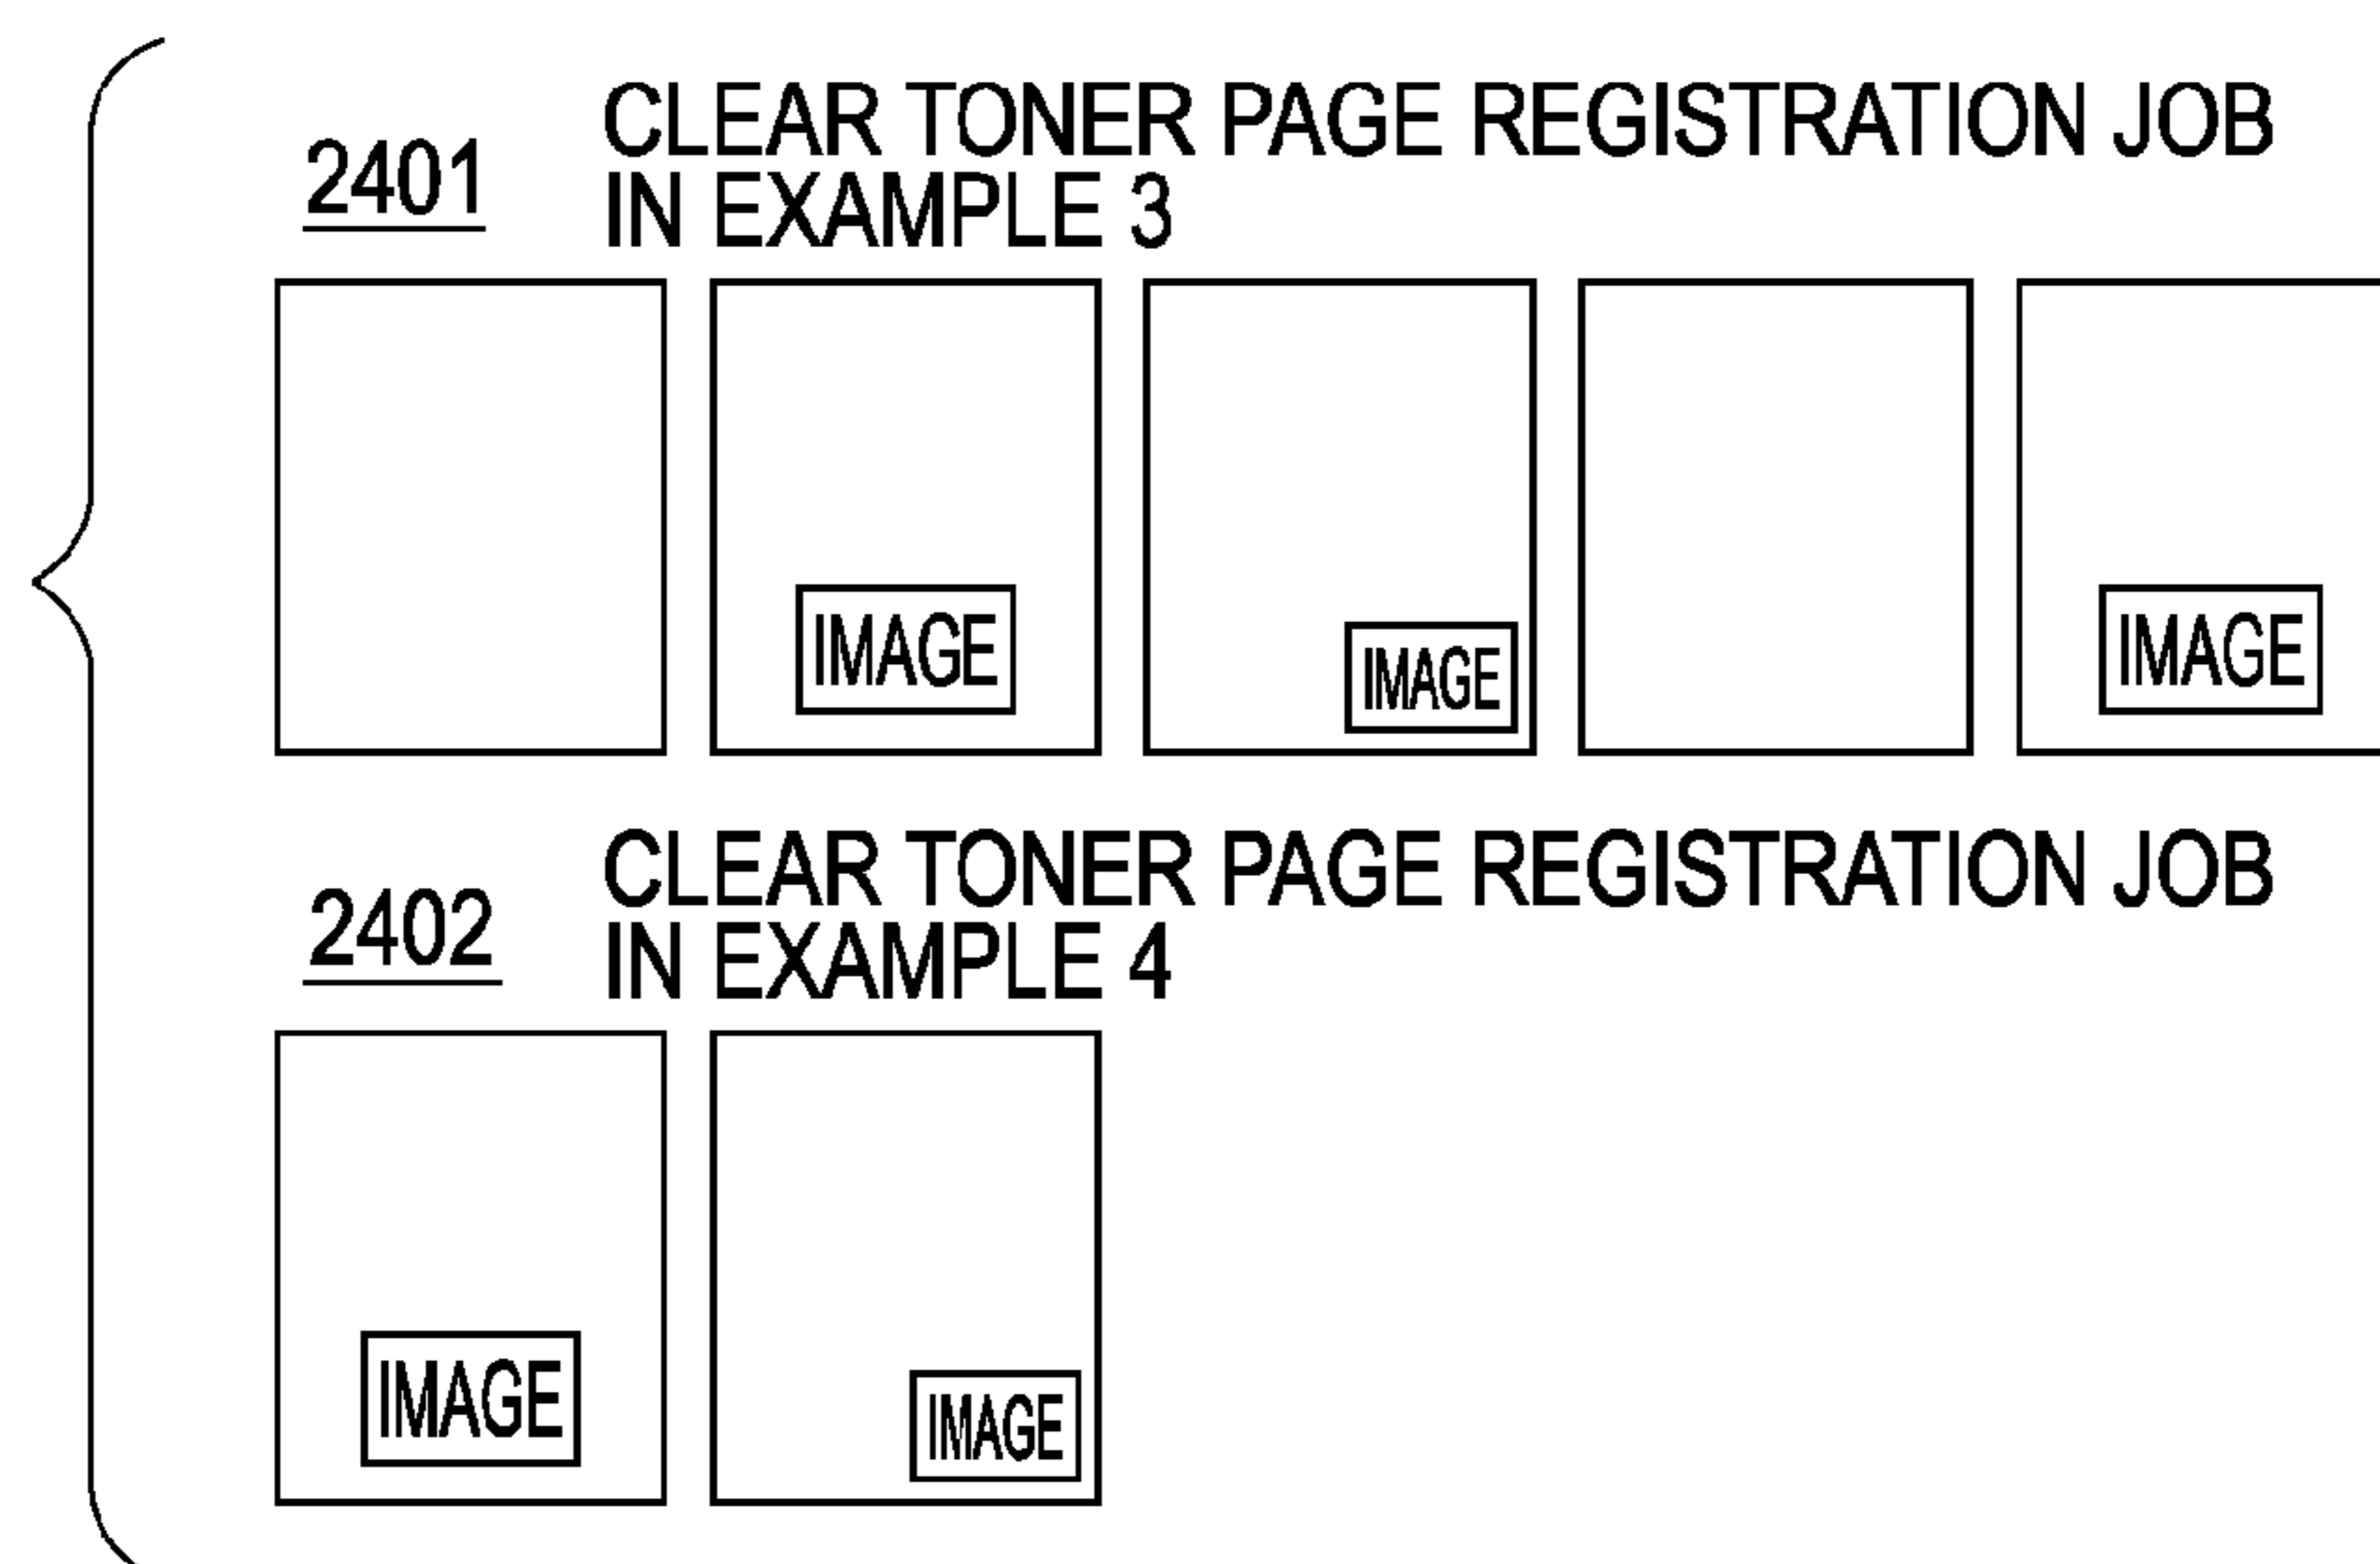 2401
CLEAR TONER PAGE REGISTRATION JOB
IN EXAMPLE 3
IMAGE
IMAGE
IMAGE
2402
CLEAR TONER PAGE REGISTRATION JOB
IN EXAMPLE 4
IMAGE
IMAGE